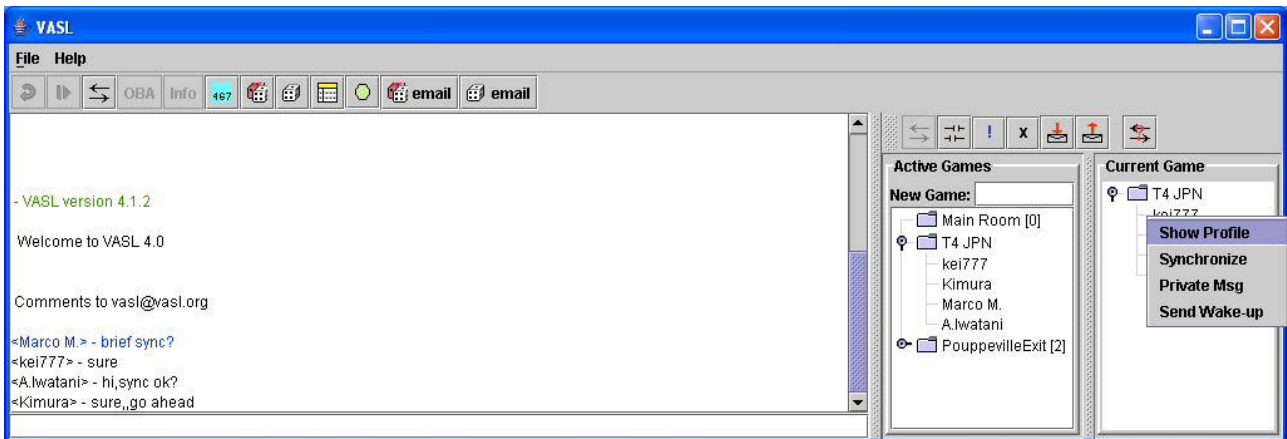 VASL
File Help
OBA Info 467 email email
- VASL version 4.1.2
Welcome to VASL 4.0
Comments to vasl@vasl.org
<Marco M.> - brief sync?
<kei777> - sure
<A.Iwatani> - hi,sync ok?
<Kimura> - sure,,go ahead
! x
Active Games
New Game:
Main Room [0]
T4 JPN
kei777
Kimura
Marco M.
A.Iwatani
PouppevilleExit [2]
Current Game
T4 JPN
kei777
Show Profile
Synchronize
Private Msg
Send Wake-up